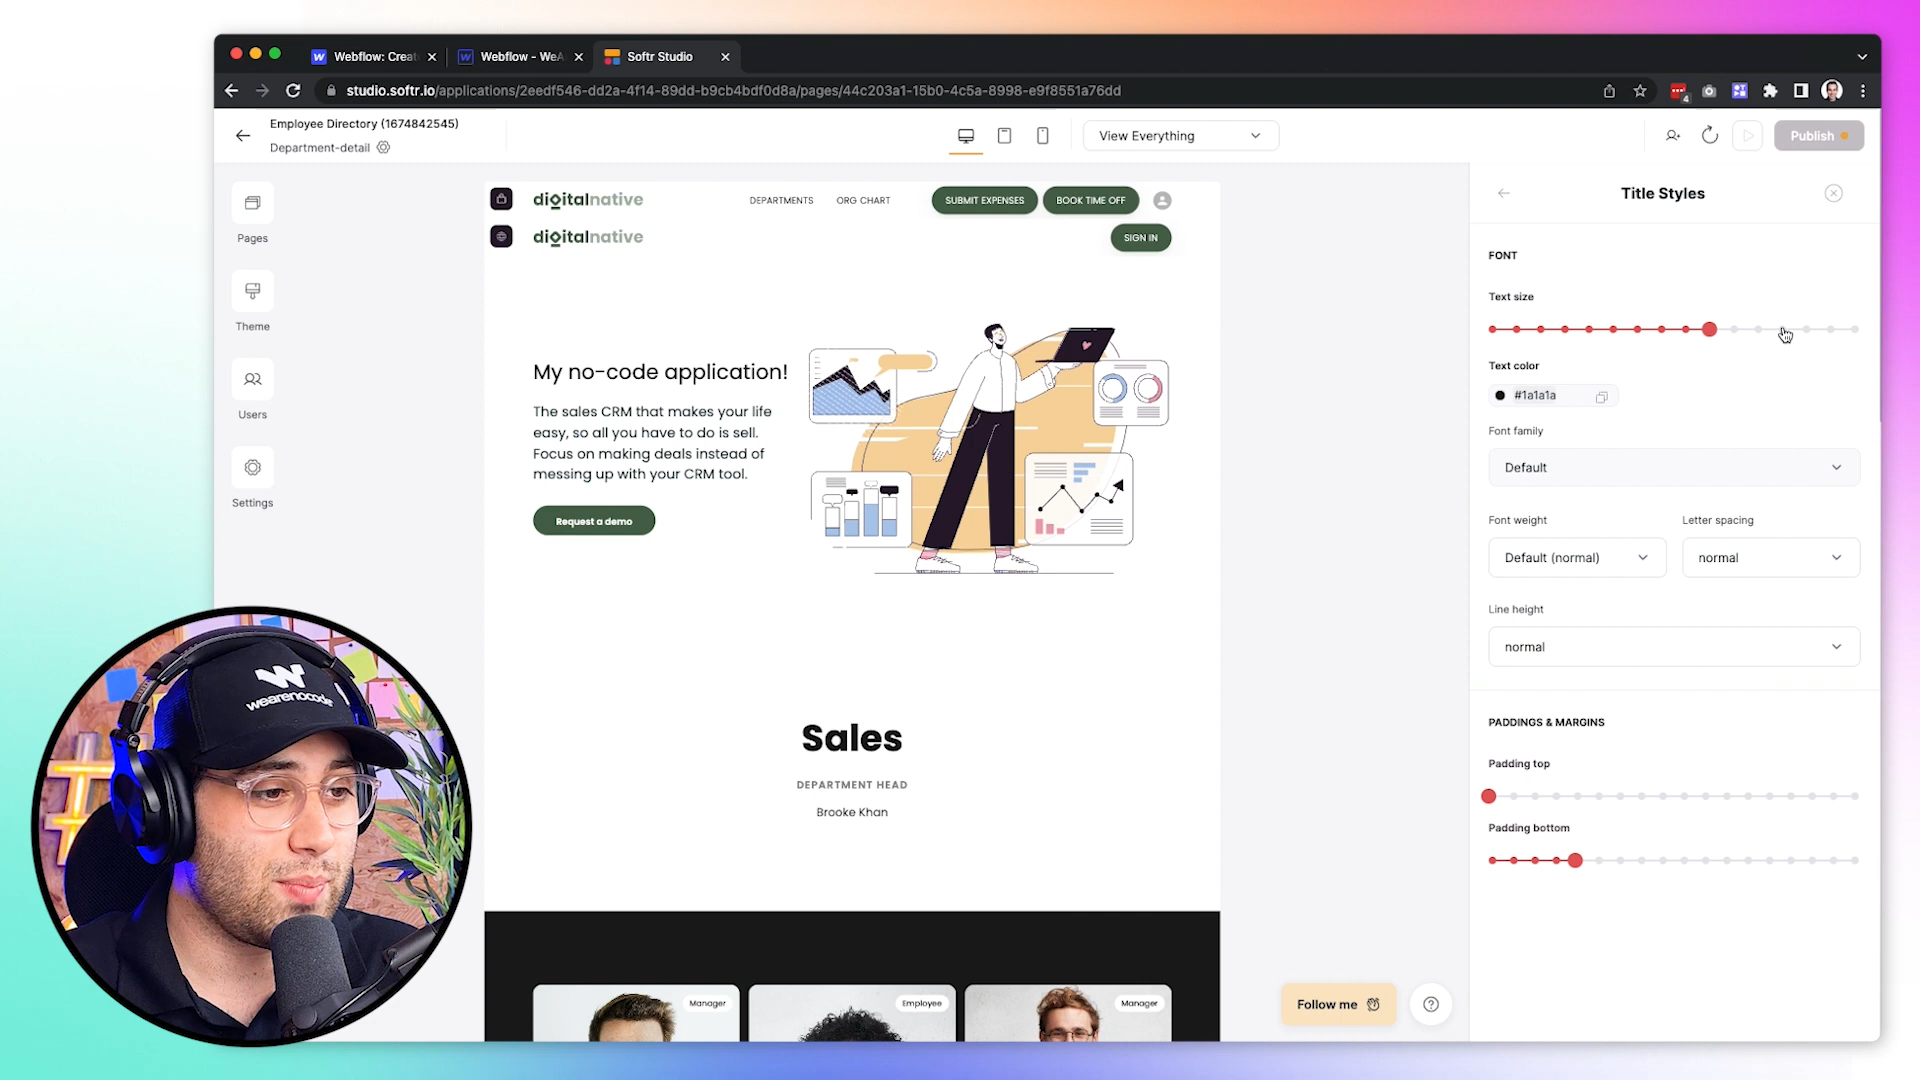 Webflow: Creat
Webflow - WeA
Softr Studio
studio.softr.io/applications/2eedf546-dd2a-4f14-89dd-b9cb4bdf0d8a/pages/44c203a1-15b0-4c5a-8998-e9f8551a76dd
4
Employee Directory (1674842545)
Department-detail
View Everything
Publish
Pages
Theme
Users
Settings
digitalnative
DEPARTMENTS
ORG CHART
SUBMIT EXPENSES
BOOK TIME OFF
digitalnative
SIGN IN
My no-code application!
The sales CRM that makes your life
easy, so all you have to do is sell.
Focus on making deals instead of
messing up with your CRM tool.
Request a demo
Sales
DEPARTMENT HEAD
Brooke Khan
Manager
Employee
Manager
Title Styles
FONT
Text size
Text color
#1a1a1a
Font family
Default
Font weight
Letter spacing
Default (normal)
normal
Line height
normal
PADDINGS & MARGINS
Padding top
Padding bottom
Follow me
wearenocode